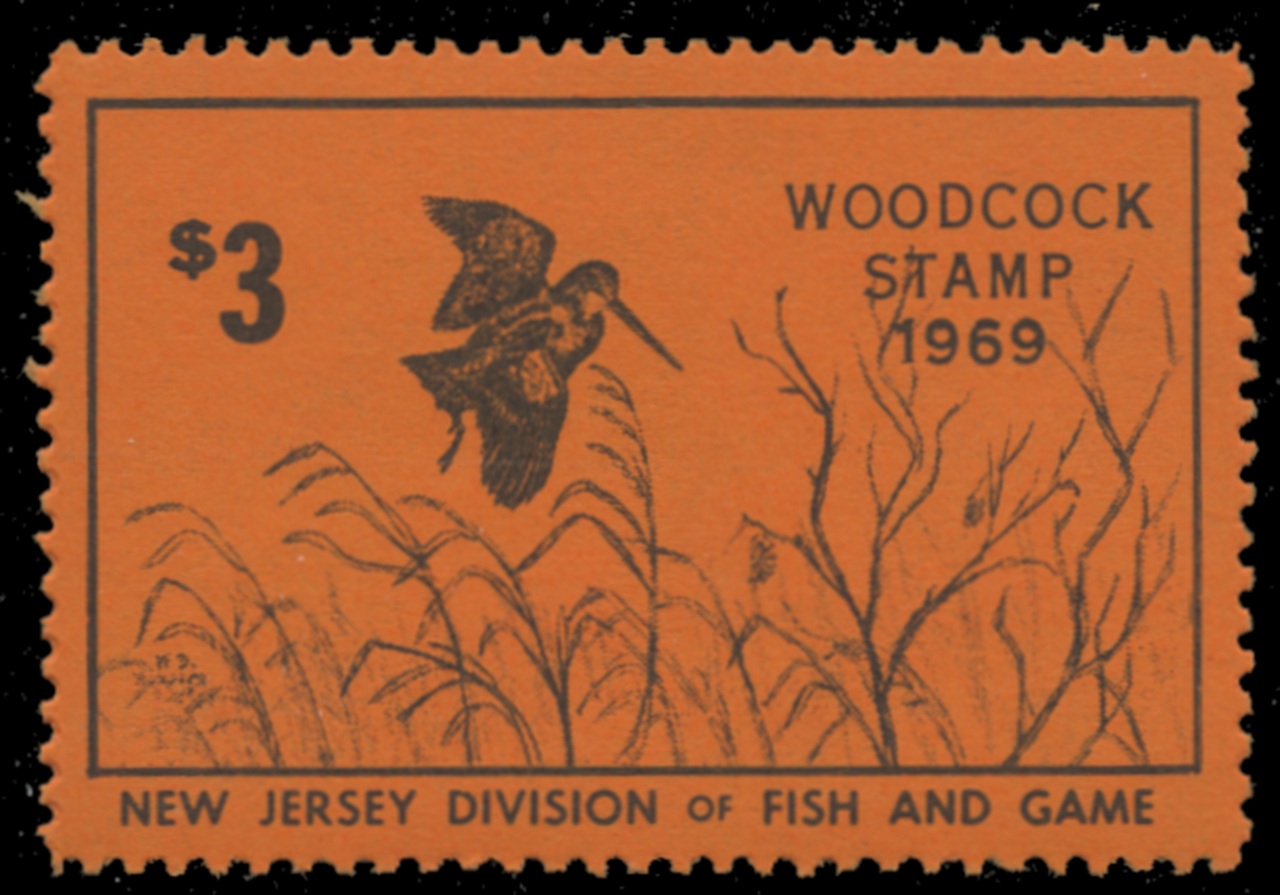 $3
WOODCOCK
STAMP
1969
NEW JERSEY DIVISION OF FISH AND GAME